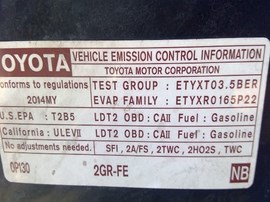 TOYOTA VEHICLE EMISSION CONTROL INFORMATION
TOYOTA MOTOR CORPORATION
Conforms to regulations TEST GROUP : ETYXT03.5BER
2014MY EVAP FAMILY : ETYXR0165P22
U.S.EPA : T2B5 LDT2 OBD: CAII Fuel: Gasoline
California: ULEVII LDT2 OBD: CAII Fuel: Gasoline
No adjustments needed. SFI, 2A/FS, 2TWC, 2HO2S, TWC
0P130 2GR-FE NB